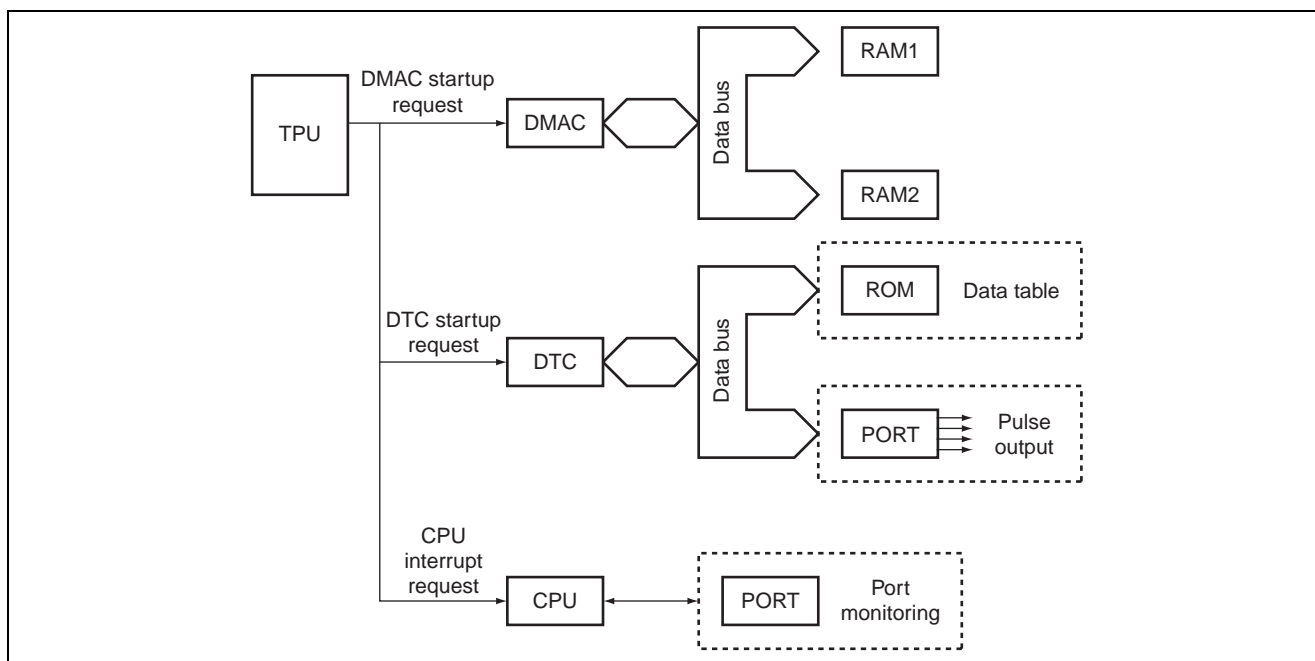 DMAC startup
request
TPU
DMAC
Data bus
RAM1
RAM2
DTC startup
request
DTC
Data bus
ROM
Data table
PORT
Pulse
output
CPU
interrupt
request
CPU
PORT
Port
monitoring